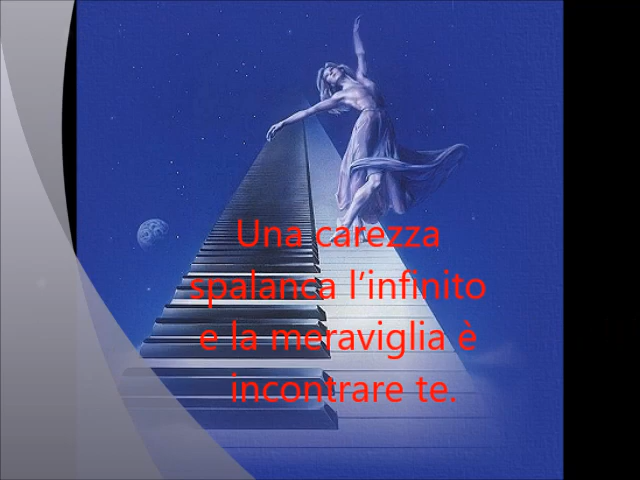 Una carezza
spalanca l’infinito
e la meraviglia è
incontrare te.